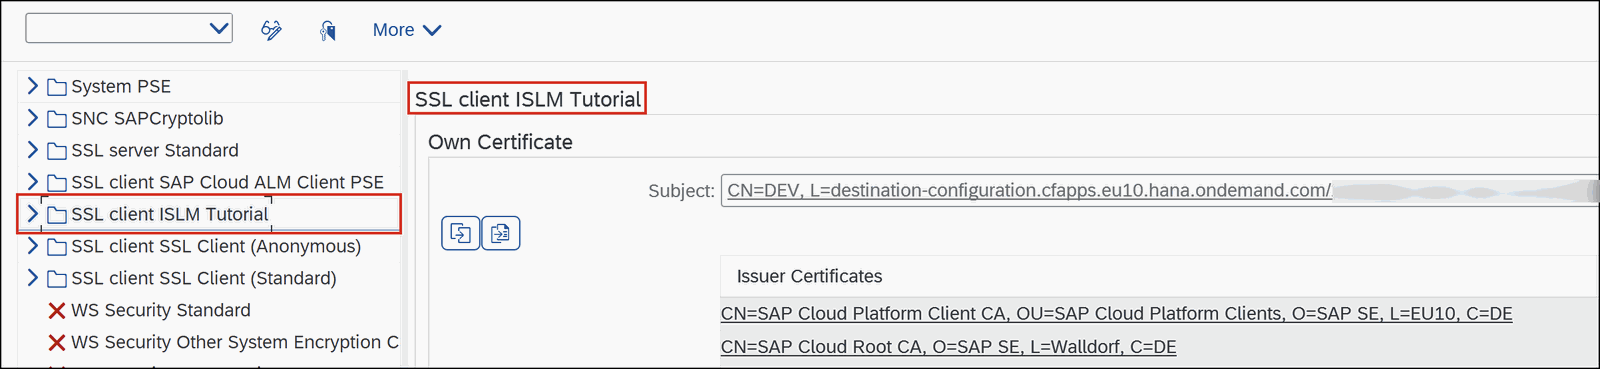 More
System PSE
SNC SAPCryptolib
SSL server Standard
SSL client SAP Cloud ALM Client PSE
SSL client ISLM Tutorial
SSL client SSL Client (Anonymous)
SSL client SSL Client (Standard)
WS Security Standard
WS Security Other System Encryption C
SSL client ISLM Tutorial
Own Certificate
Subject: CN=DEV, L=destination-configuration.cfapps.eu10.hana.ondemand.com/
Issuer Certificates
CN=SAP Cloud Platform Client CA, OU=SAP Cloud Platform Clients, O=SAP SE, L=EU10, C=DE
CN=SAP Cloud Root CA, O=SAP SE, L=Walldorf, C=DE